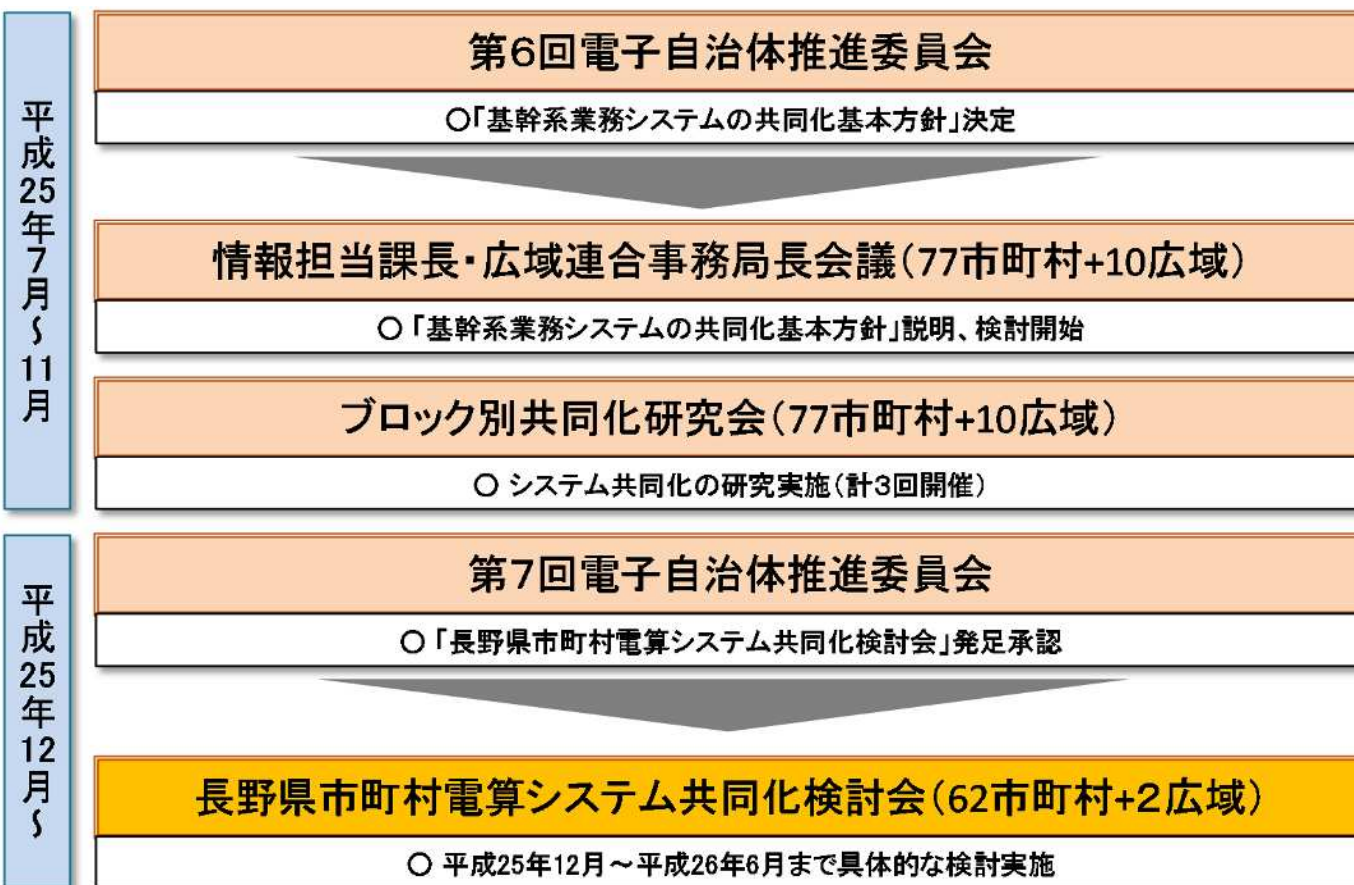 平成25年7月～11月
第6回電子自治体推進委員会
○「基幹系業務システムの共同化基本方針」決定
情報担当課長・広域連合事務局長会議(77市町村+10広域)
○「基幹系業務システムの共同化基本方針」説明、検討開始
ブロック別共同化研究会(77市町村+10広域)
○ システム共同化の研究実施(計3回開催)
平成25年12月～
第7回電子自治体推進委員会
○「長野県市町村電算システム共同化検討会」発足承認
長野県市町村電算システム共同化検討会(62市町村+2広域)
○ 平成25年12月～平成26年6月まで具体的な検討実施